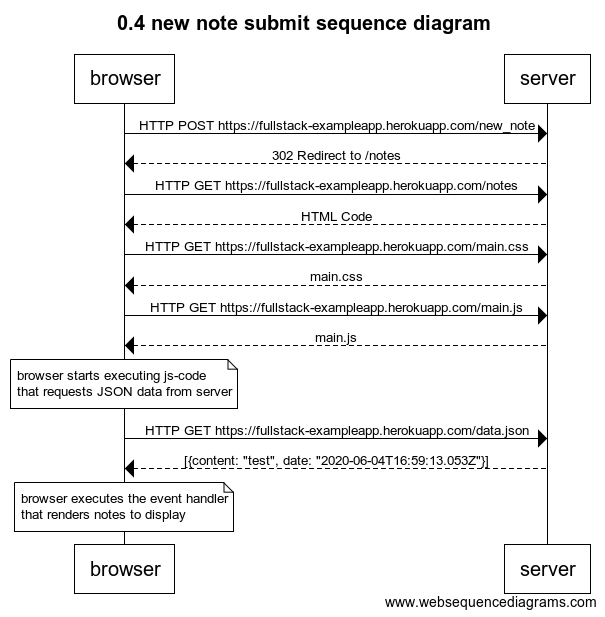 0.4 new note submit sequence diagram
browser
server
HTTP POST https://fullstack-exampleapp.herokuapp.com/new_note
302 Redirect to /notes
HTTP GET https://fullstack-exampleapp.herokuapp.com/notes
HTML Code
HTTP GET https://fullstack-exampleapp.herokuapp.com/main.css
main.css
HTTP GET https://fullstack-exampleapp.herokuapp.com/main.js
main.js
browser starts executing js-code
that requests JSON data from server
HTTP GET https://fullstack-exampleapp.herokuapp.com/data.json
[{content: "test", date: "2020-06-04T16:59:13.053Z"}]
browser executes the event handler
that renders notes to display
browser
server
www.websequencediagrams.com